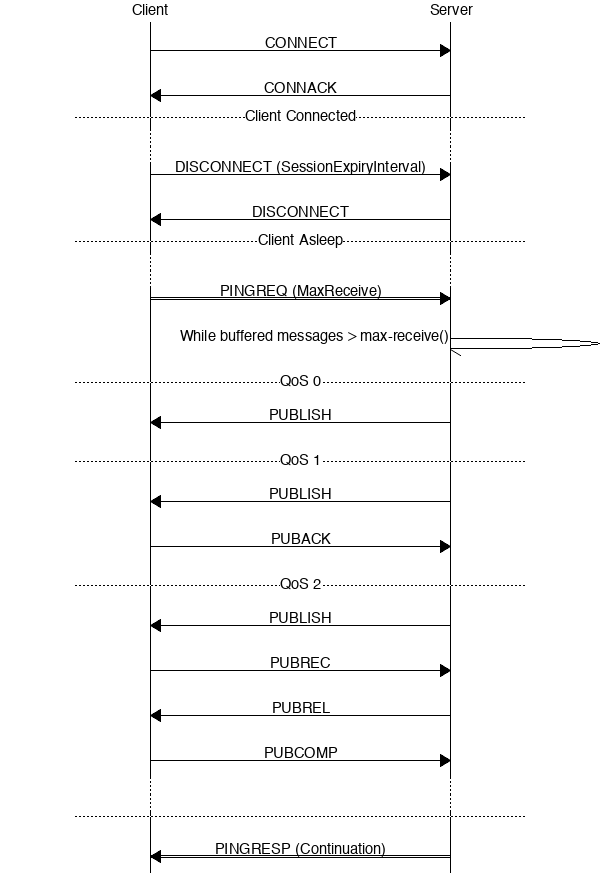 Client Server
CONNECT
CONNACK
Client Connected
DISCONNECT (SessionExpiryInterval)
DISCONNECT
Client Asleep
PINGREQ (MaxReceive)
While buffered messages > max-receive()
QoS 0
PUBLISH
QoS 1
PUBLISH
PUBACK
QoS 2
PUBLISH
PUBREC
PUBREL
PUBCOMP
PINGRESP (Continuation)